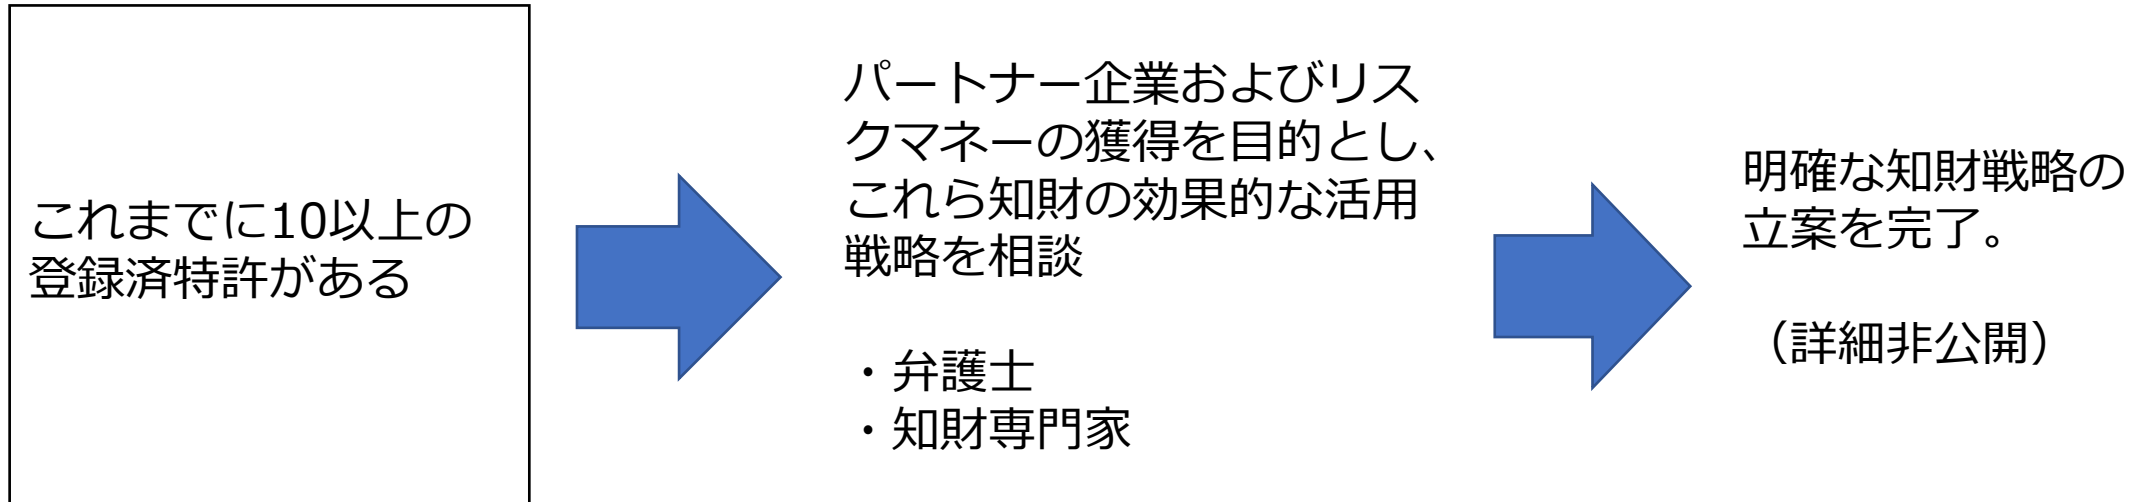 これまでに10以上の
登録済特許がある
パートナー企業およびリス
クマネーの獲得を目的とし、
これら知財の効果的な活用
戦略を相談
・弁護士
・知財専門家
明確な知財戦略の
立案を完了。
（詳細非公開）